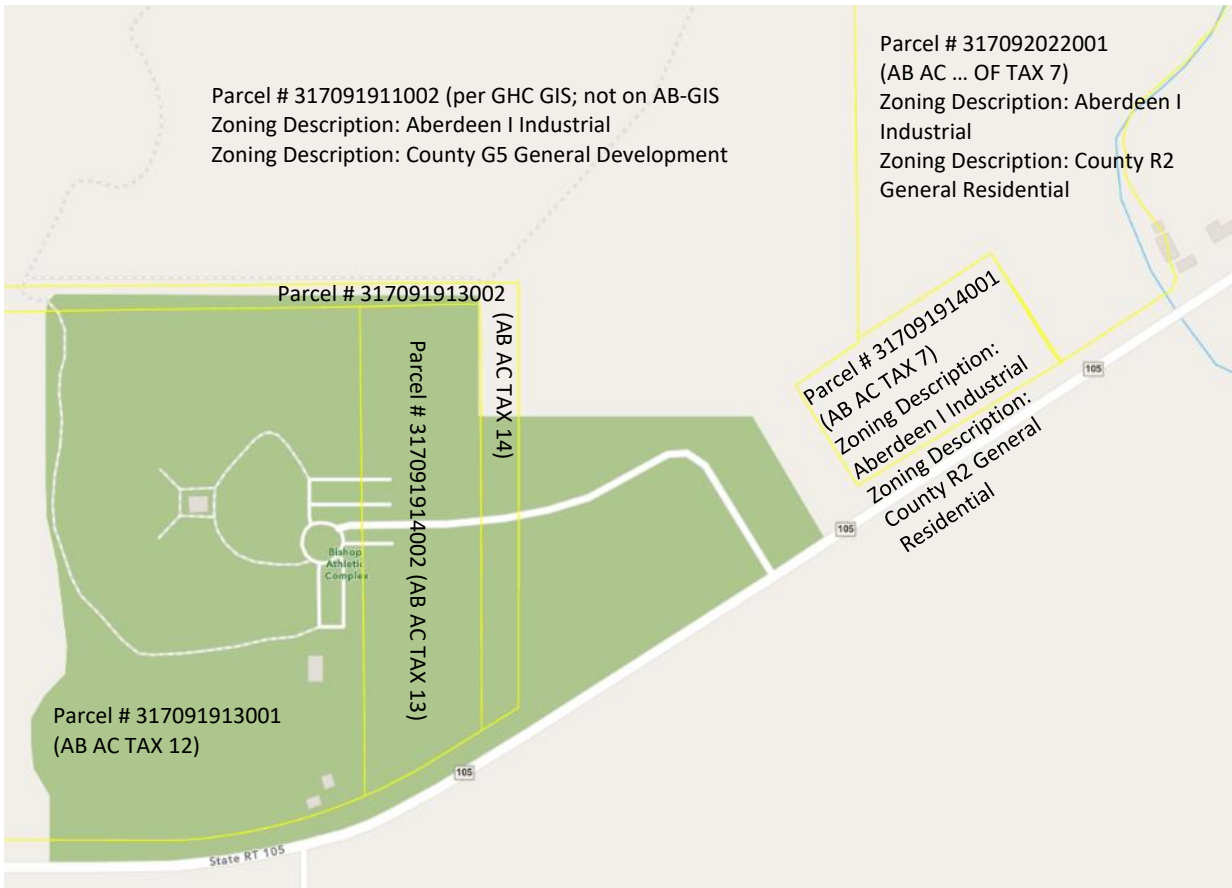 Parcel # 317091911002 (per GHC GIS; not on AB-GIS
Zoning Description: Aberdeen I Industrial
Zoning Description: County G5 General Development
Parcel # 317092022001
(AB AC ... OF TAX 7)
Zoning Description: Aberdeen I
Industrial
Zoning Description: County R2
General Residential
Parcel # 317091913002
(AB AC TAX 14)
Parcel # 317091914002 (AB AC TAX 13)
Parcel # 317091914001
(AB AC TAX 7)
Zoning Description:
Aberdeen I Industrial
Zoning Description:
County R2 General
Residential
105
105
Bishop
Athletic
Complex
Parcel # 317091913001
(AB AC TAX 12)
105
State RT 105